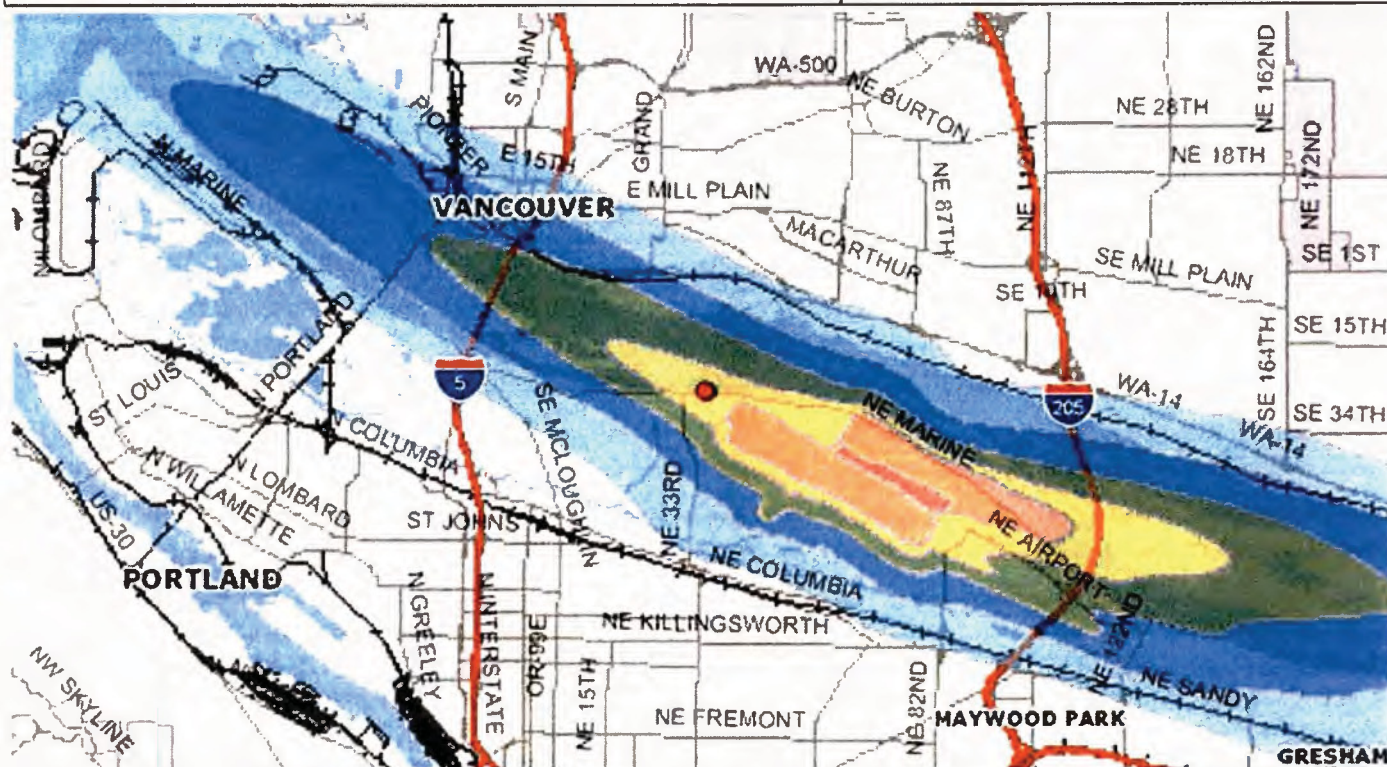 WA-500
S MAIN
NE BURTON
NE 28TH
NE 162ND
PIONEER
GRAND
NE 18TH
NE 172ND
N MARINE
E 15TH
NE 112TH
N LOMBARD
E MILL PLAIN
NE 87TH
VANCOUVER
MACARTHUR
SE 1ST
SE MILL PLAIN
SE 10TH
N PORTLAND
SE 15TH
SE 164TH
5
205
WA-14
ST LOUIS
SE 34TH
NE MARINE
SE MCLOUGHLIN
N COLUMBIA
WA-14
N LOMBARD
N WILLAMETTE
NE 33RD
US-30
ST JOHNS
NE AIRPORT
NE COLUMBIA
PORTLAND
N GREELEY
N INTERSTATE
OR-99E
NE KILLINGSWORTH
NE 122ND
NE SANDY
NW SKYLINE
NE 15TH
NE FREMONT
NE 82ND
MAYWOOD PARK
GRESHAM